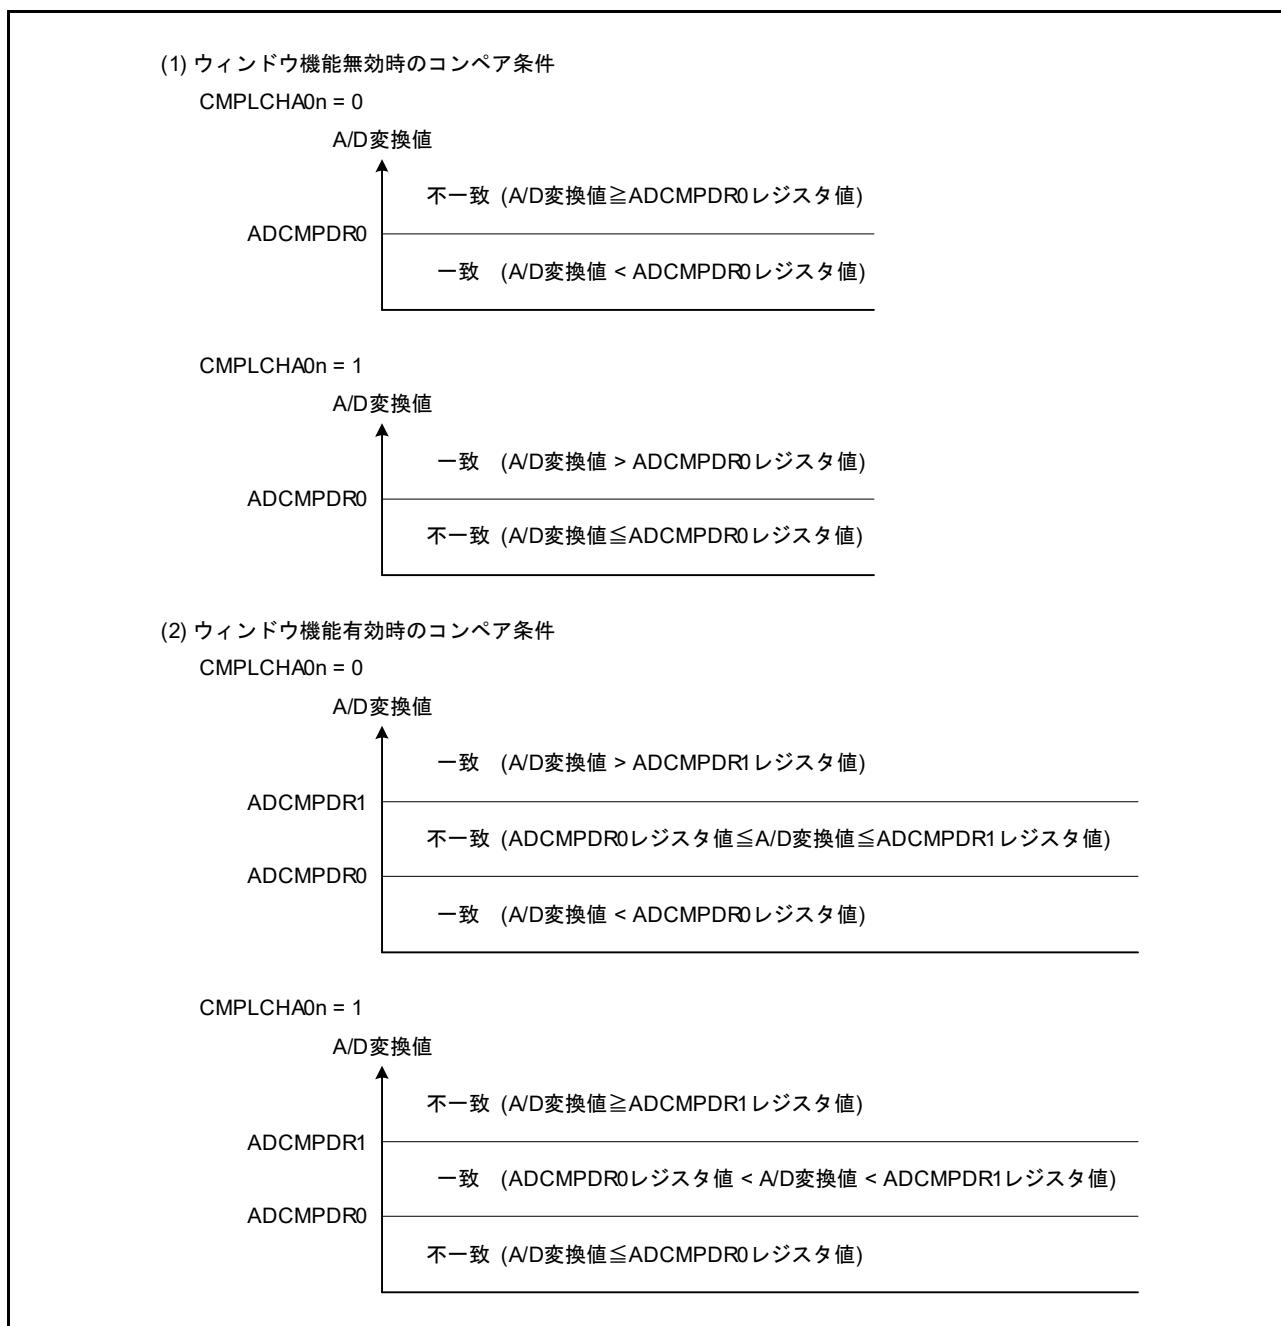 (1) ウィンドウ機能無効時のコンペア条件
CMPLCHA0n = 0
A/D変換値
不一致 (A/D変換値≧ADCMPDR0レジスタ値)
ADCMPDR0
一致 (A/D変換値 < ADCMPDR0レジスタ値)
CMPLCHA0n = 1
A/D変換値
一致 (A/D変換値 > ADCMPDR0レジスタ値)
ADCMPDR0
不一致 (A/D変換値≦ADCMPDR0レジスタ値)
(2) ウィンドウ機能有効時のコンペア条件
CMPLCHA0n = 0
A/D変換値
一致 (A/D変換値 > ADCMPDR1レジスタ値)
ADCMPDR1
不一致 (ADCMPDR0レジスタ値≦A/D変換値≦ADCMPDR1レジスタ値)
ADCMPDR0
一致 (A/D変換値 < ADCMPDR0レジスタ値)
CMPLCHA0n = 1
A/D変換値
不一致 (A/D変換値≧ADCMPDR1レジスタ値)
ADCMPDR1
一致 (ADCMPDR0レジスタ値 < A/D変換値 < ADCMPDR1レジスタ値)
ADCMPDR0
不一致 (A/D変換値≦ADCMPDR0レジスタ値)